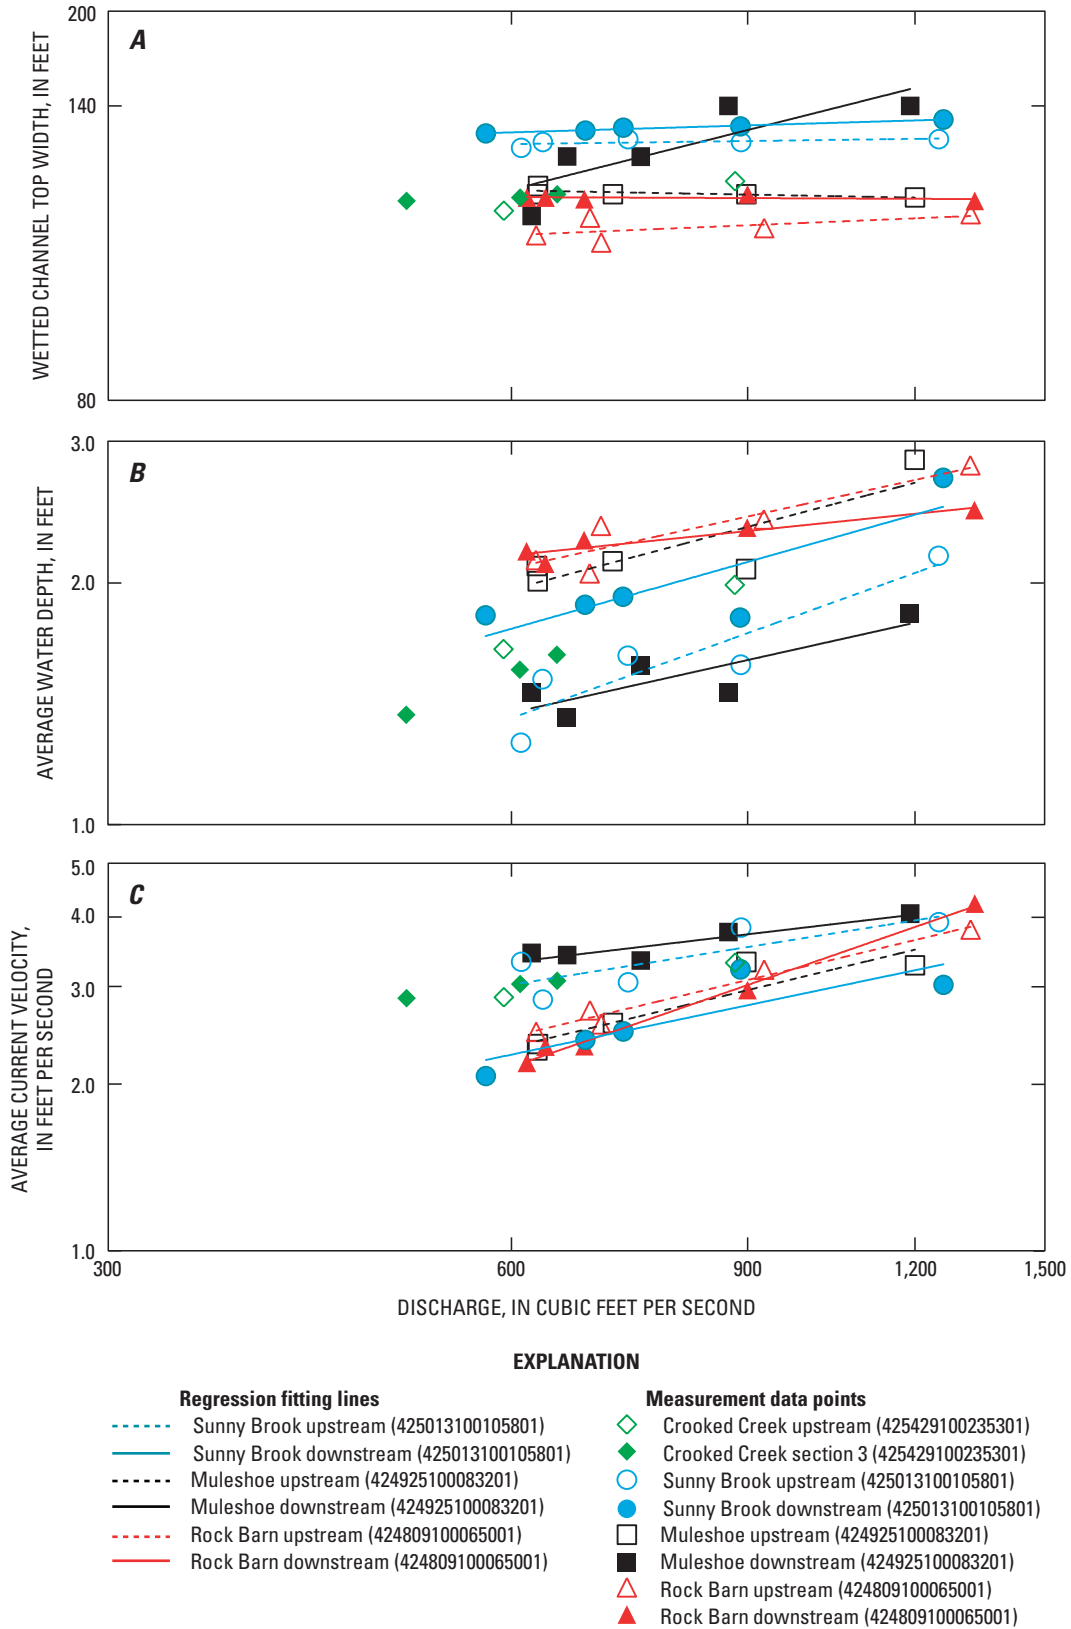 200
A
140
80
WETTED CHANNEL TOP WIDTH, IN FEET
3.0
B
2.0
1.0
AVERAGE WATER DEPTH, IN FEET
5.0
C
4.0
3.0
2.0
1.0
AVERAGE CURRENT VELOCITY,
IN FEET PER SECOND
300 600 900 1,200 1,500
DISCHARGE, IN CUBIC FEET PER SECOND
EXPLANATION
Regression fitting lines
Sunny Brook upstream (425013100105801)
Sunny Brook downstream (425013100105801)
Muleshoe upstream (424925100083201)
Muleshoe downstream (424925100083201)
Rock Barn upstream (424809100065001)
Rock Barn downstream (424809100065001)
Measurement data points
Crooked Creek upstream (425429100235301)
Crooked Creek section 3 (425429100235301)
Sunny Brook upstream (425013100105801)
Sunny Brook downstream (425013100105801)
Muleshoe upstream (424925100083201)
Muleshoe downstream (424925100083201)
Rock Barn upstream (424809100065001)
Rock Barn downstream (424809100065001)